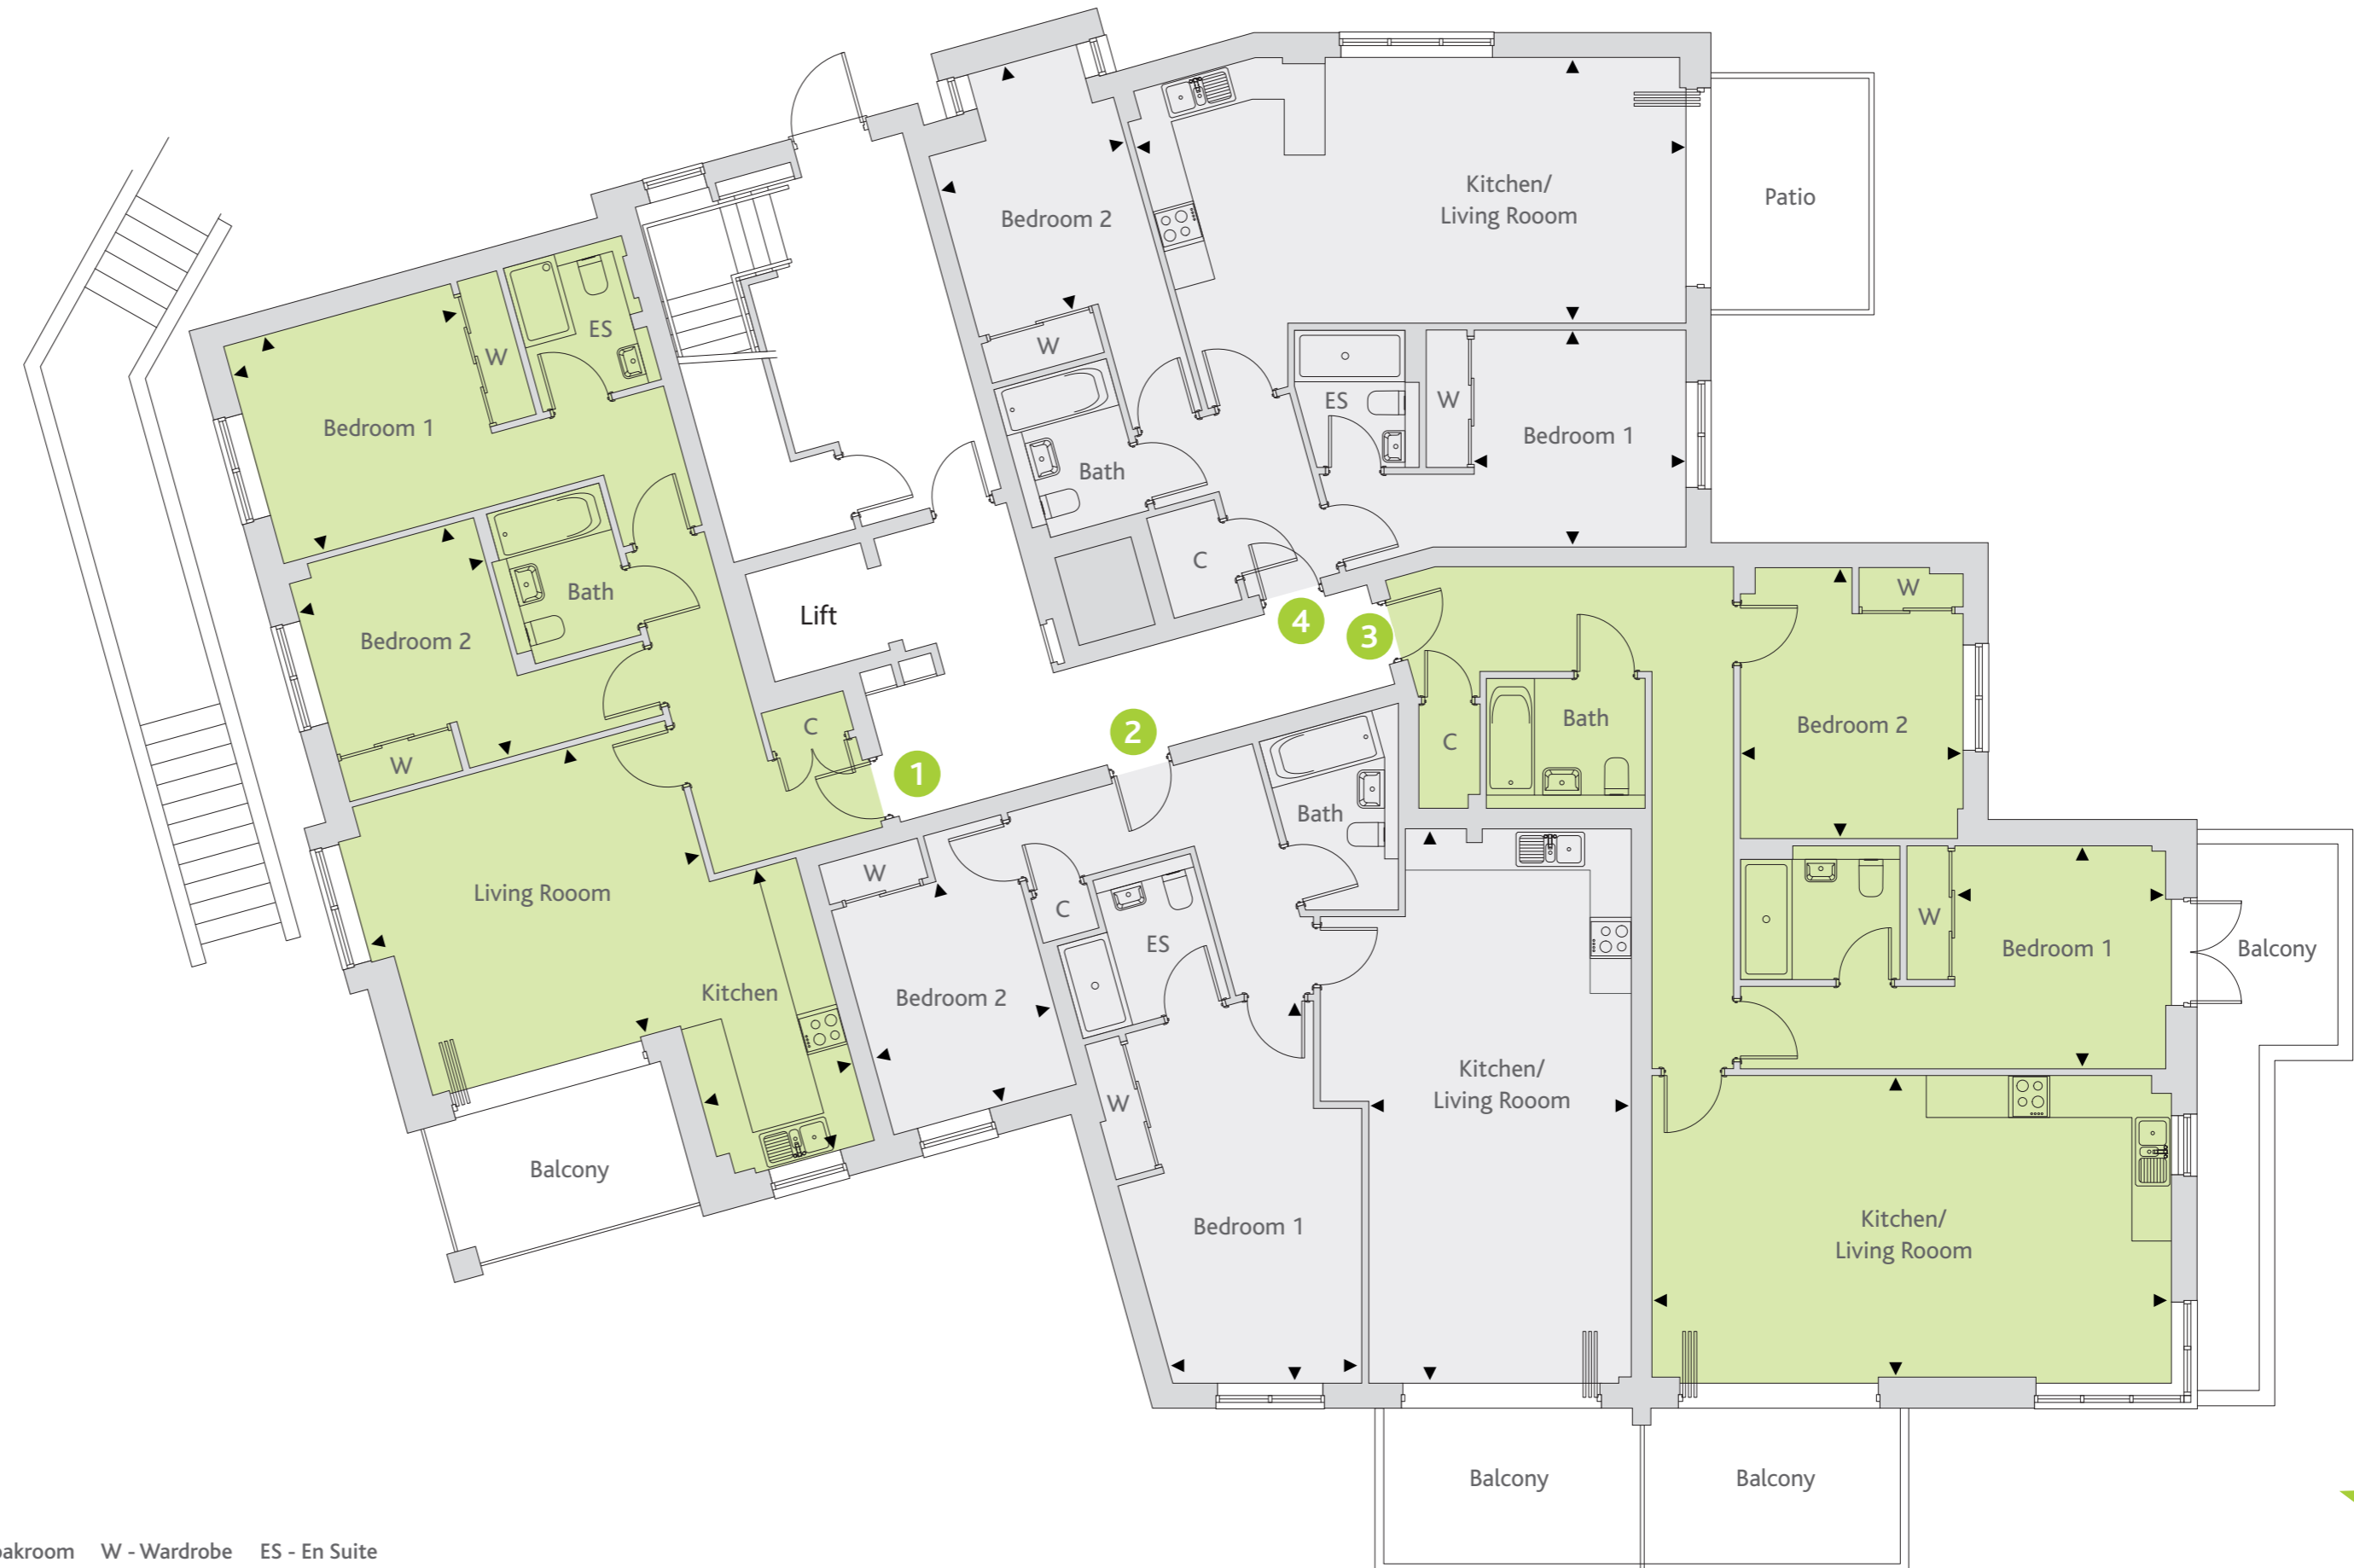 Kitchen/
Living Rooom
Patio
Bedroom 2
W
ES
W
Bedroom 1
W
Bath
ES
W
Bedroom 1
C
Bedroom 2
Bath
W
Lift
4
3
C
1
2
W
Bath
C
Bedroom 2
Bath
Living Rooom
Kitchen
Balcony
W
Bedroom 2
C
ES
W
Bedroom 1
Kitchen/
Living Rooom
Balcony
W
Bedroom 1
Balcony
Kitchen/
Living Rooom
Balcony
oakroom W - Wardrobe ES - En Suite